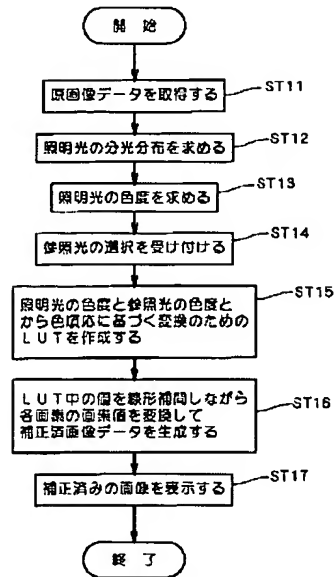 開始
ST11
原画像データを取得する
ST12
照明光の分光分布を求める
ST13
照明光の色度を求める
ST14
参照光の選択を受け付ける
ST15
照明光の色度と参照光の色度と
から色順応に基づく変換のための
LUTを作成する
ST16
LUT中の値を線形補間しながら
各画素の画素値を変換して
補正済画像データを生成する
ST17
補正済みの画像を表示する
終了